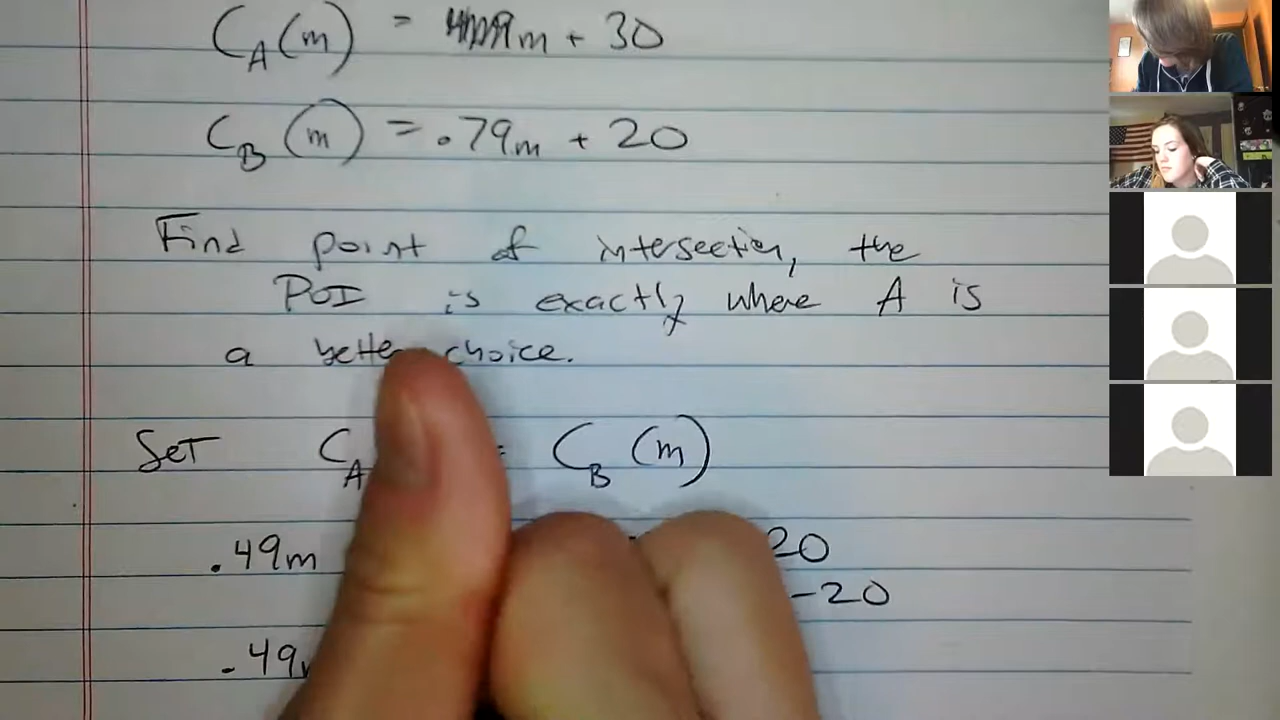 C_A(m) = m + 30
C_B(m) = .79m + 20
Find point of intersection, the
POI is exactly where A is
a better choice.
SET C_A = C_B(m)
.49m 20
-20
.49